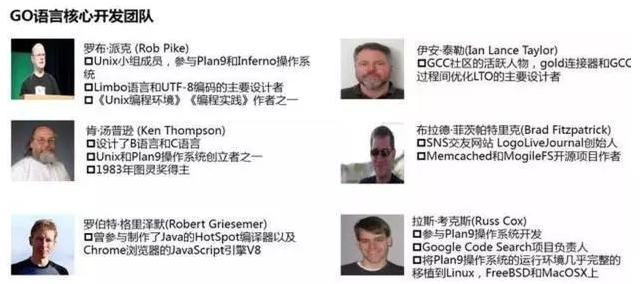 GO语言核心开发团队
罗布·派克 (Rob Pike)
❑Unix小组成员，参与Plan9和Inferno操作系
统
❑Limbo语言和UTF-8编码的主要设计者
❑《Unix编程环境》《编程实践》作者之一
肯·汤普逊 (Ken Thompson)
❑设计了B语言和C语言
❑Unix和Plan9操作系统创立者之一
❑1983年图灵奖得主
罗伯特·格里泽默(Robert Griesemer)
❑曾参与制作了Java的HotSpot编译器以及
Chrome浏览器的JavaScript引擎V8
伊安·泰勒(Ian Lance Taylor)
❑GCC社区的活跃人物，gold连接器和GCC
过程间优化LTO的主要设计者
布拉德·菲茨帕特里克(Brad Fitzpatrick)
❑SNS交友网站 LogoLiveJournal创始人
❑Memcached和MogileFS开源项目作者
拉斯·考克斯(Russ Cox)
❑参与Plan9操作系统开发
❑Google Code Search项目负责人
❑将Plan9操作系统的运行环境几乎完整的
移植到Linux，FreeBSD和MacOSX上